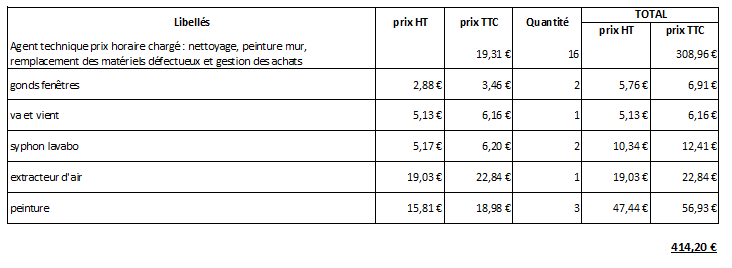 Libellés prix HT prix TTC Quantité TOTAL
prix HT prix TTC
Agent technique prix horaire chargé : nettoyage, peinture mur,
remplacement des matériels défectueux et gestion des achats 19,31 € 16 308,96 €
gonds fenêtres 2,88 € 3,46 € 2 5,76 € 6,91 €
va et vient 5,13 € 6,16 € 1 5,13 € 6,16 €
syphon lavabo 5,17 € 6,20 € 2 10,34 € 12,41 €
extracteur d'air 19,03 € 22,84 € 1 19,03 € 22,84 €
peinture 15,81 € 18,98 € 3 47,44 € 56,93 €
414,20 €